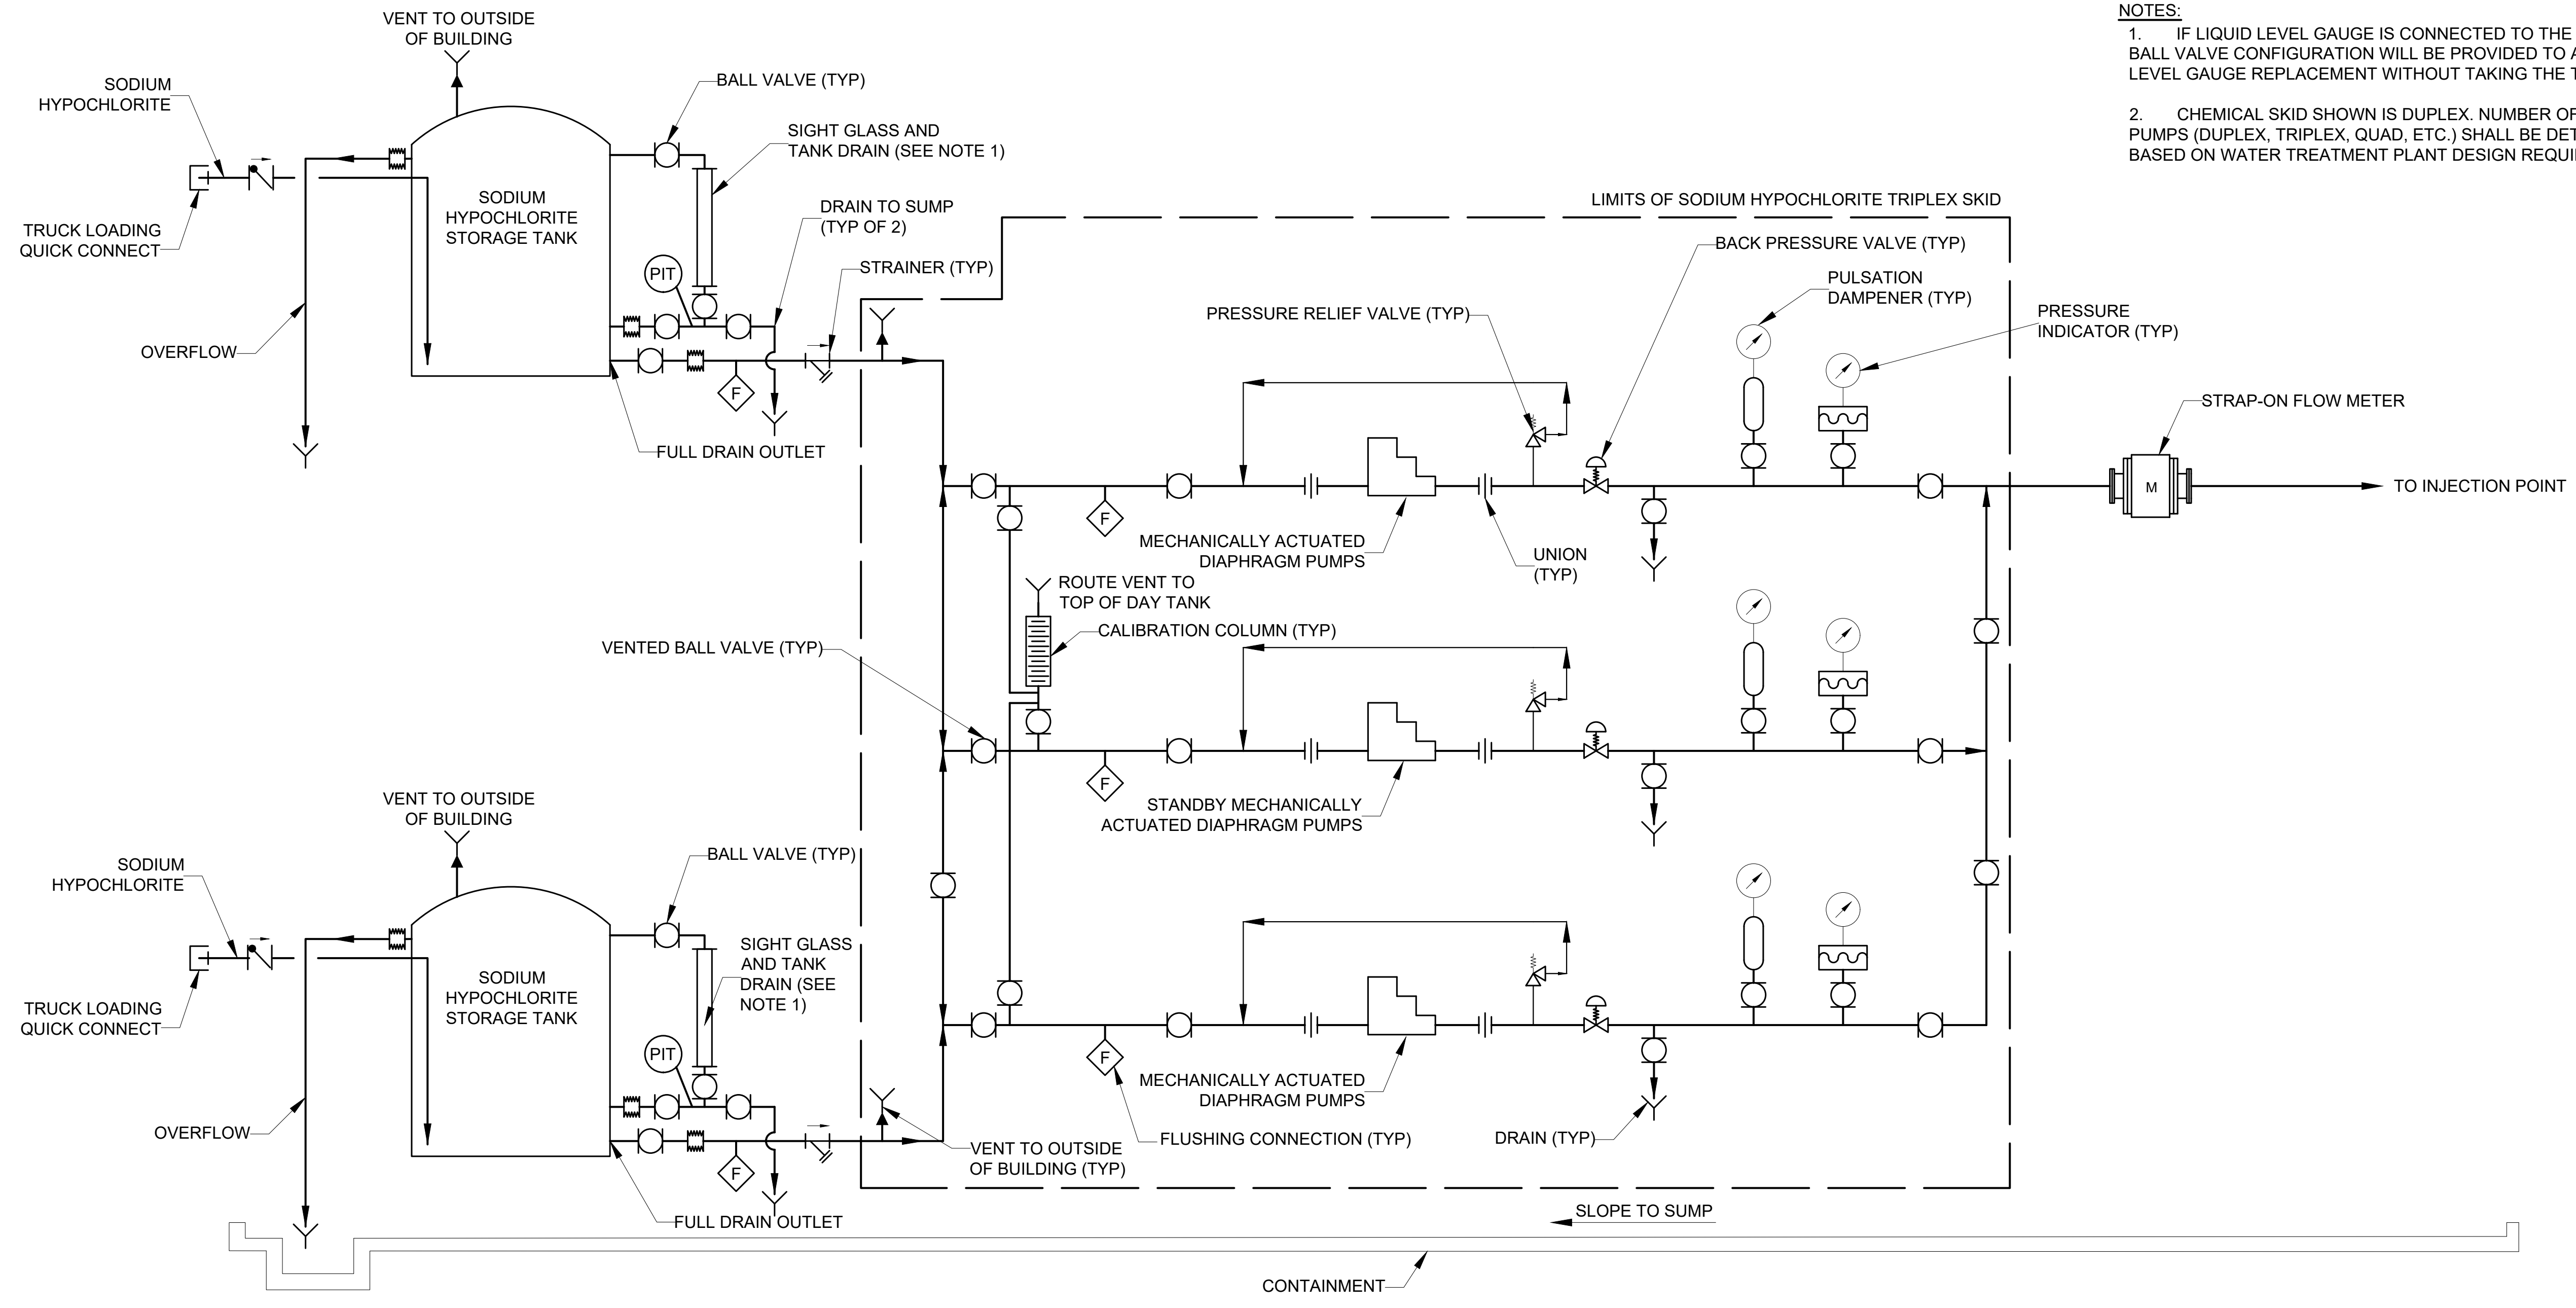 NOTES:
1. IF LIQUID LEVEL GAUGE IS CONNECTED TO THE
BALL VALVE CONFIGURATION WILL BE PROVIDED TO
LEVEL GAUGE REPLACEMENT WITHOUT TAKING THE
2. CHEMICAL SKID SHOWN IS DUPLEX. NUMBER OF
PUMPS (DUPLEX, TRIPLEX, QUAD, ETC.) SHALL BE
BASED ON WATER TREATMENT PLANT DESIGN
VENT TO OUTSIDE
OF BUILDING
SODIUM
HYPOCHLORITE
TRUCK LOADING
QUICK CONNECT
OVERFLOW
SODIUM
HYPOCHLORITE
STORAGE TANK
BALL VALVE (TYP)
SIGHT GLASS AND
TANK DRAIN (SEE NOTE 1)
DRAIN TO SUMP
(TYP OF 2)
STRAINER (TYP)
PIT
F
FULL DRAIN OUTLET
LIMITS OF SODIUM HYPOCHLORITE TRIPLEX SKID
BACK PRESSURE VALVE (TYP)
PULSATION
DAMPENER (TYP)
PRESSURE
INDICATOR (TYP)
PRESSURE RELIEF VALVE (TYP)
STRAP-ON FLOW METER
M
TO INJECTION POINT
F
MECHANICALLY ACTUATED
DIAPHRAGM PUMPS
UNION
(TYP)
ROUTE VENT TO
TOP OF DAY TANK
CALIBRATION COLUMN (TYP)
VENTED BALL VALVE (TYP)
F
STANDBY MECHANICALLY
ACTUATED DIAPHRAGM PUMPS
VENT TO OUTSIDE
OF BUILDING
SODIUM
HYPOCHLORITE
TRUCK LOADING
QUICK CONNECT
OVERFLOW
SODIUM
HYPOCHLORITE
STORAGE TANK
BALL VALVE (TYP)
SIGHT GLASS
AND TANK
DRAIN (SEE
NOTE 1)
PIT
F
FULL DRAIN OUTLET
F
MECHANICALLY ACTUATED
DIAPHRAGM PUMPS
FLUSHING CONNECTION (TYP)
DRAIN (TYP)
VENT TO OUTSIDE
OF BUILDING (TYP)
SLOPE TO SUMP
CONTAINMENT